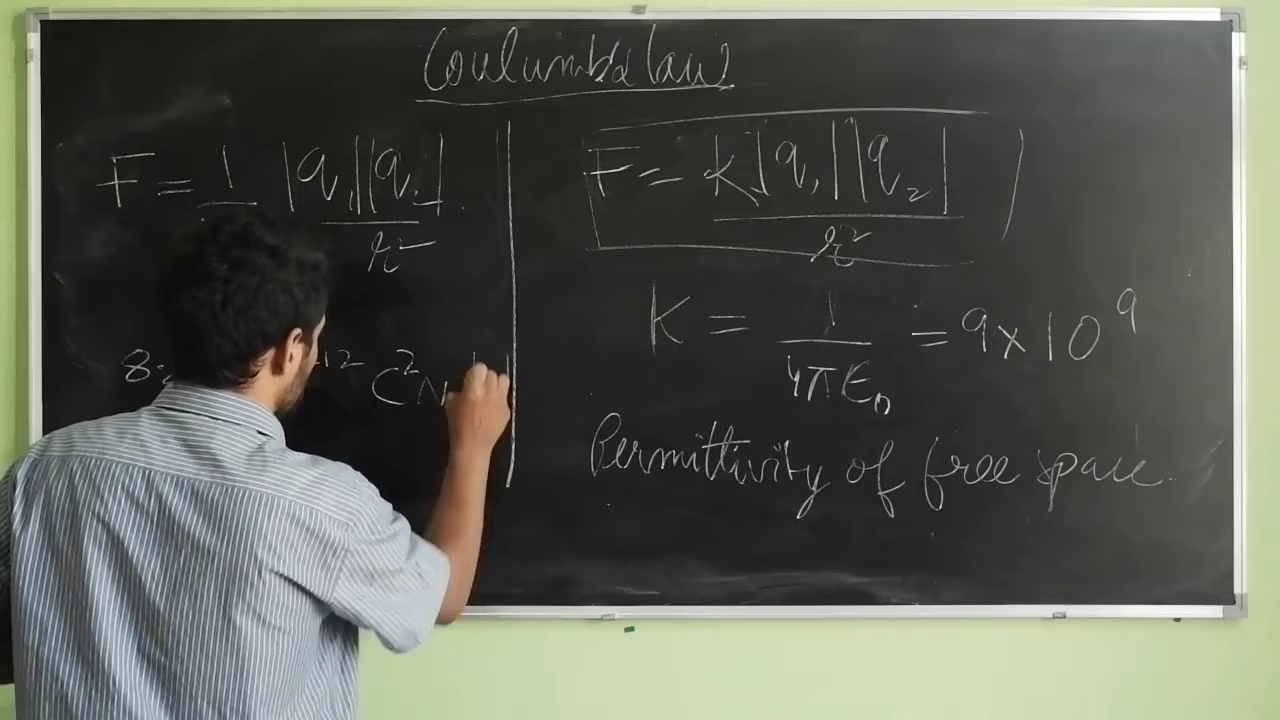 Coulumb's law
F = 1 |q₁||q₂|
r²
8. -12 C² N
F = k|q₁||q₂|
r²
K = 1 = 9 x 10⁹
4πε₀
Permittivity of free space.